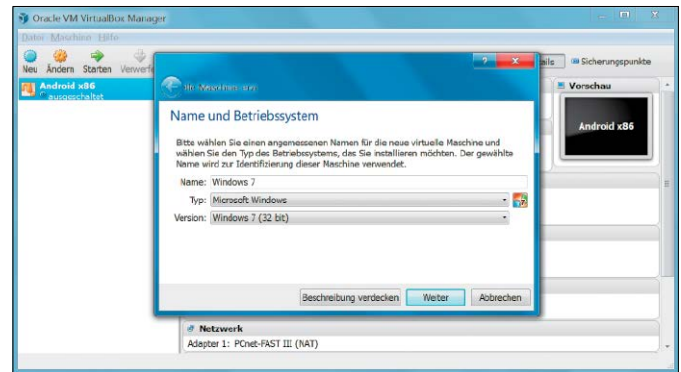 Oracle VM VirtualBox Manager
Datei Maschine Hilfe
Neu Ändern Starten Verwerfe
ails Sicherungspunkte
Android x86
ausgeschaltet
Vorschau
Android x86
Name und Betriebssystem
Bitte wählen Sie einen angemessenen Namen für die neue virtuelle Maschine und
wählen Sie den Typ des Betriebssystems, das Sie installieren möchten. Der gewählte
Name wird zur Identifizierung dieser Maschine verwendet.
Name: Windows 7
Typ: Microsoft Windows
Version: Windows 7 (32 bit)
Beschreibung verdecken Weiter Abbrechen
Netzwerk
Adapter 1: PCnet-FAST III (NAT)